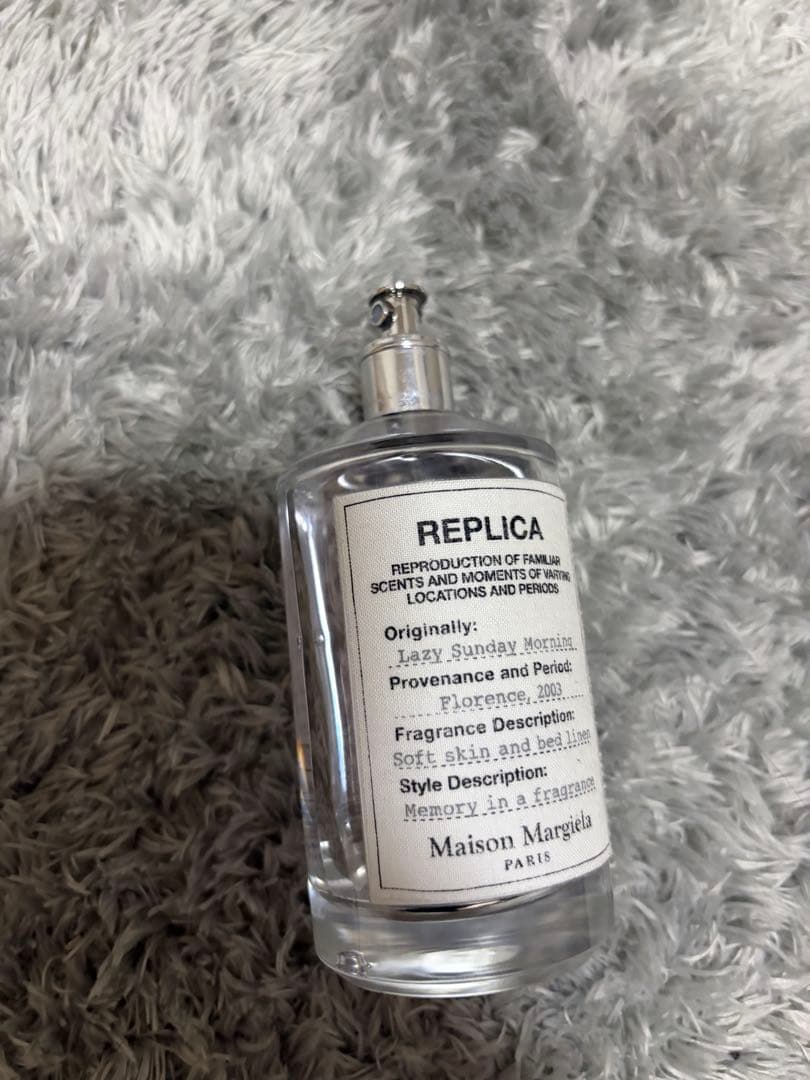 REPLICA
REPRODUCTION OF FAMILIAR
SCENTS AND MOMENTS OF VARYING
LOCATIONS AND PERIODS
Originally:
Lazy Sunday Morning
Provenance and Period:
Florence, 2003
Fragrance Description:
Soft skin and bed linen
Style Description:
Memory in a fragrance
Maison Margiela
PARIS